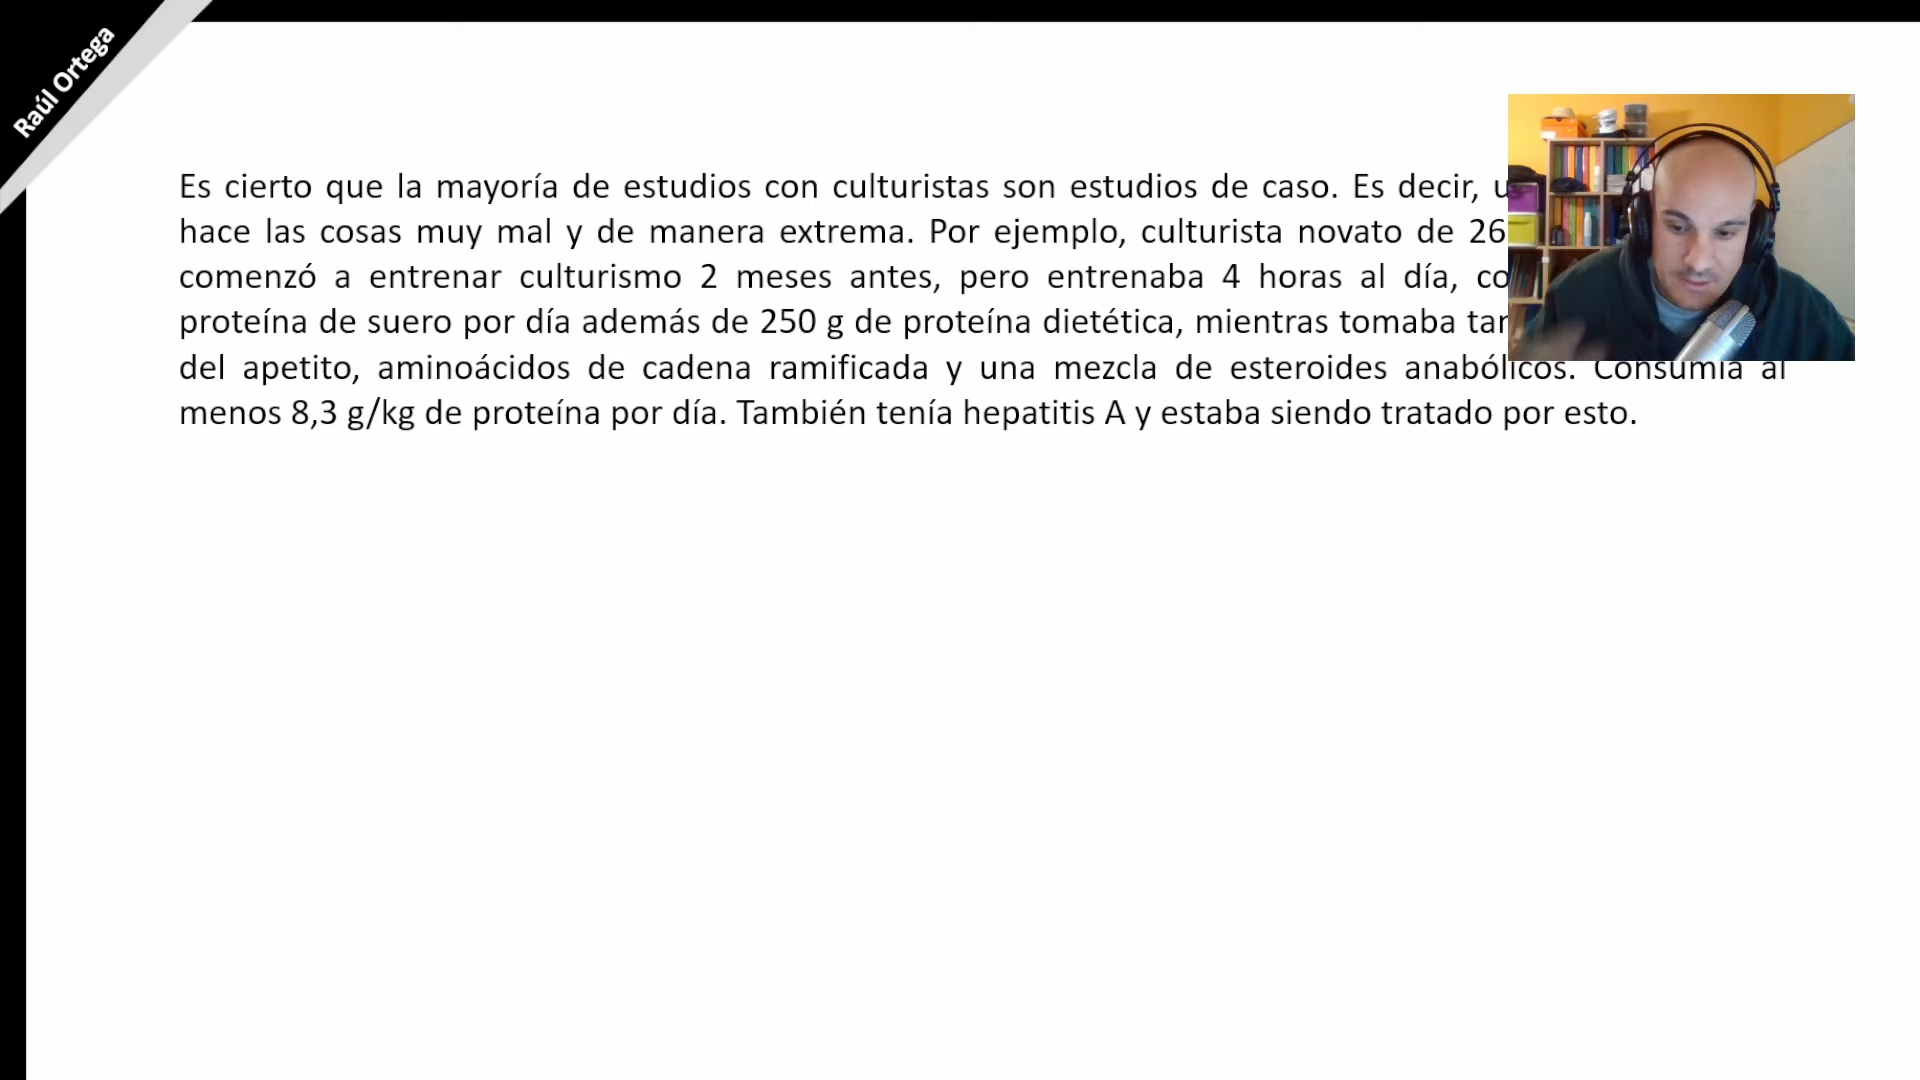 Raúl Ortega
Es cierto que la mayoría de estudios con culturistas son estudios de caso. Es decir,
hace las cosas muy mal y de manera extrema. Por ejemplo, culturista novato de 26
comenzó a entrenar culturismo 2 meses antes, pero entrenaba 4 horas al día,
proteína de suero por día además de 250 g de proteína dietética, mientras tomaba
del apetito, aminoácidos de cadena ramificada y una mezcla de esteroides anabólicos. Consumía al
menos 8,3 g/kg de proteína por día. También tenía hepatitis A y estaba siendo tratado por esto.